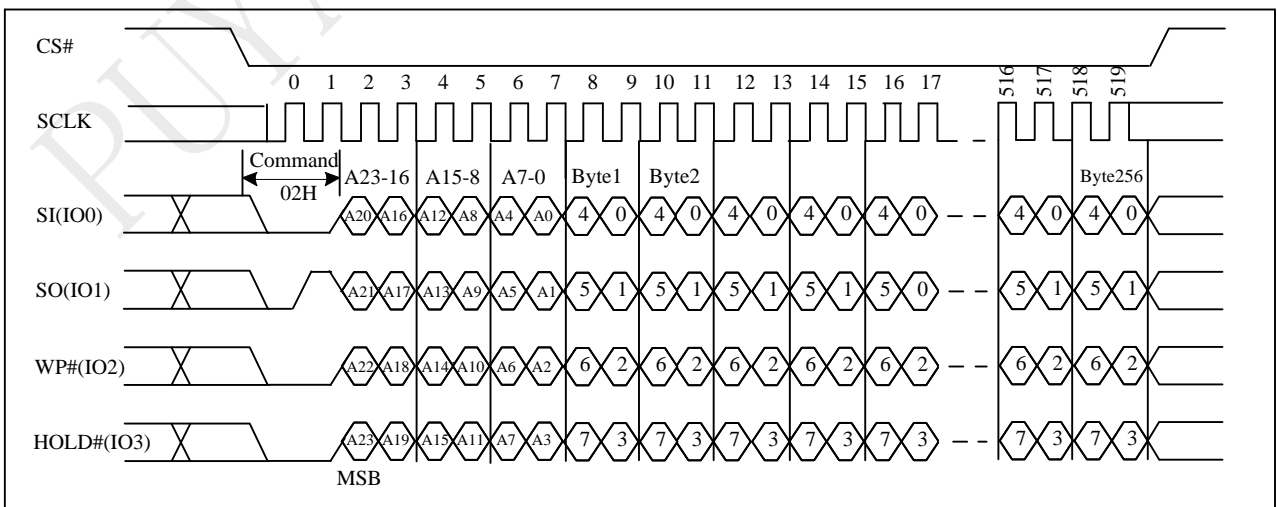 PUYA
CS#
0 1 2 3 4 5 6 7 8 9 10 11 12 13 14 15 16 17 516 517 518 519
SCLK
Command
02H
A23-16 A15-8 A7-0 Byte1 Byte2 Byte256
SI(IO0) A20 A16 A12 A8 A4 A0 4 0 4 0 4 0 4 0 4 0 4 0 4 0
SO(IO1) A21 A17 A13 A9 A5 A1 5 1 5 1 5 1 5 1 5 0 5 1 5 1
WP#(IO2) A22 A18 A14 A10 A6 A2 6 2 6 2 6 2 6 2 6 2 6 2 6 2
HOLD#(IO3) A23 A19 A15 A11 A7 A3 7 3 7 3 7 3 7 3 7 3 7 3 7 3
MSB